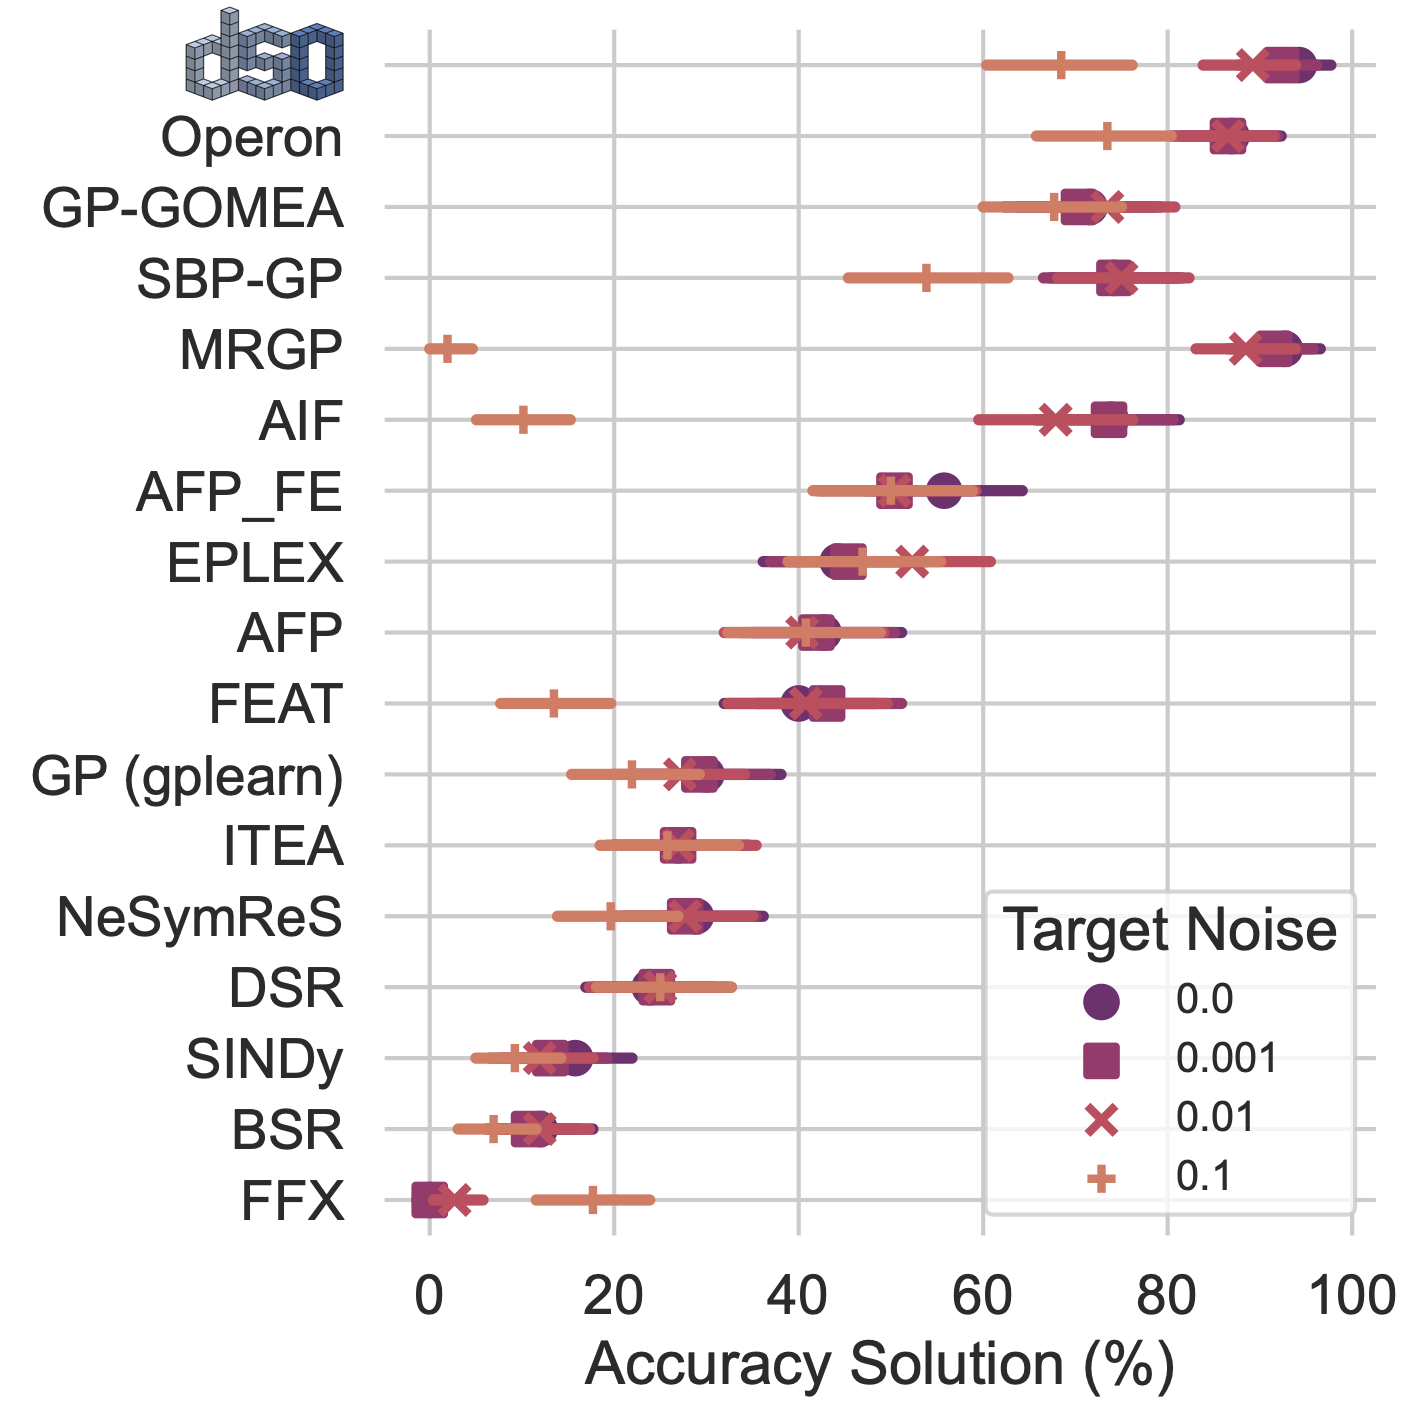 dso
Operon
GP-GOMEA
SBP-GP
MRGP
AIF
AFP_FE
EPLEX
AFP
FEAT
GP (gplearn)
ITEA
NeSymReS
DSR
SINDy
BSR
FFX
Target Noise
0.0
0.001
0.01
0.1
0 20 40 60 80 100
Accuracy Solution (%)